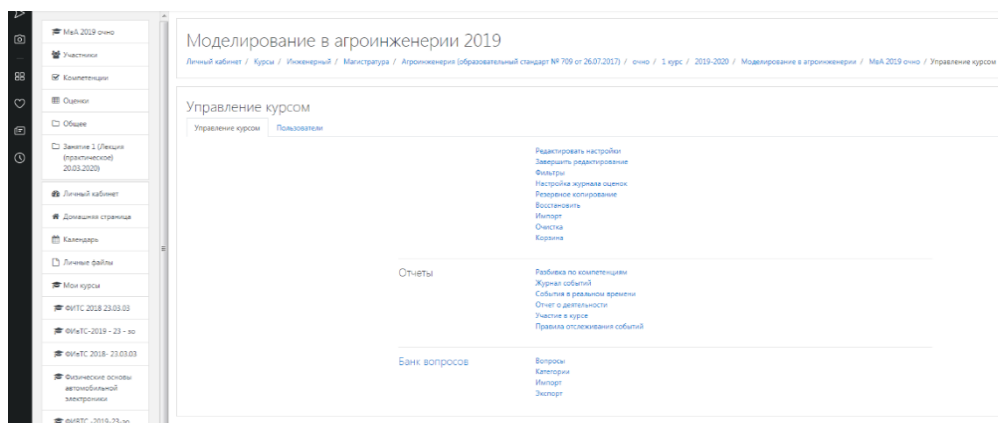 МвА 2019 очно
Участники
Компетенции
Оценки
Общее
Занятие 1 (Лекция
(практическое)
20.03.2020)
Личный кабинет
Домашняя страница
Календарь
Личные файлы
Мои курсы
ФИТС 2018 23.03.03
ФИвТС-2019 - 23 - зо
ФИвТС 2018- 23.03.03
Физические основы
автомобильной
электроники
Моделирование в агроинженерии 2019
Личный кабинет / Курсы / Инженерный / Магистратура / Агроинженерия (образовательный стандарт № 709 от 26.07.2017) / очно / 1 курс / 2019-2020 / Моделирование в агроинженерии / МвА 2019 очно / Управление курсом
Управление курсом
Управление курсом Пользователи
Редактировать настройки
Завершить редактирование
Фильтры
Настройка журнала оценок
Резервное копирование
Восстановить
Импорт
Очистка
Корзина
Отчеты
Разбивка по компетенциям
Журнал событий
События в реальном времени
Отчет о деятельности
Участие в курсе
Правила отслеживания событий
Банк вопросов
Вопросы
Категории
Импорт
Экспорт